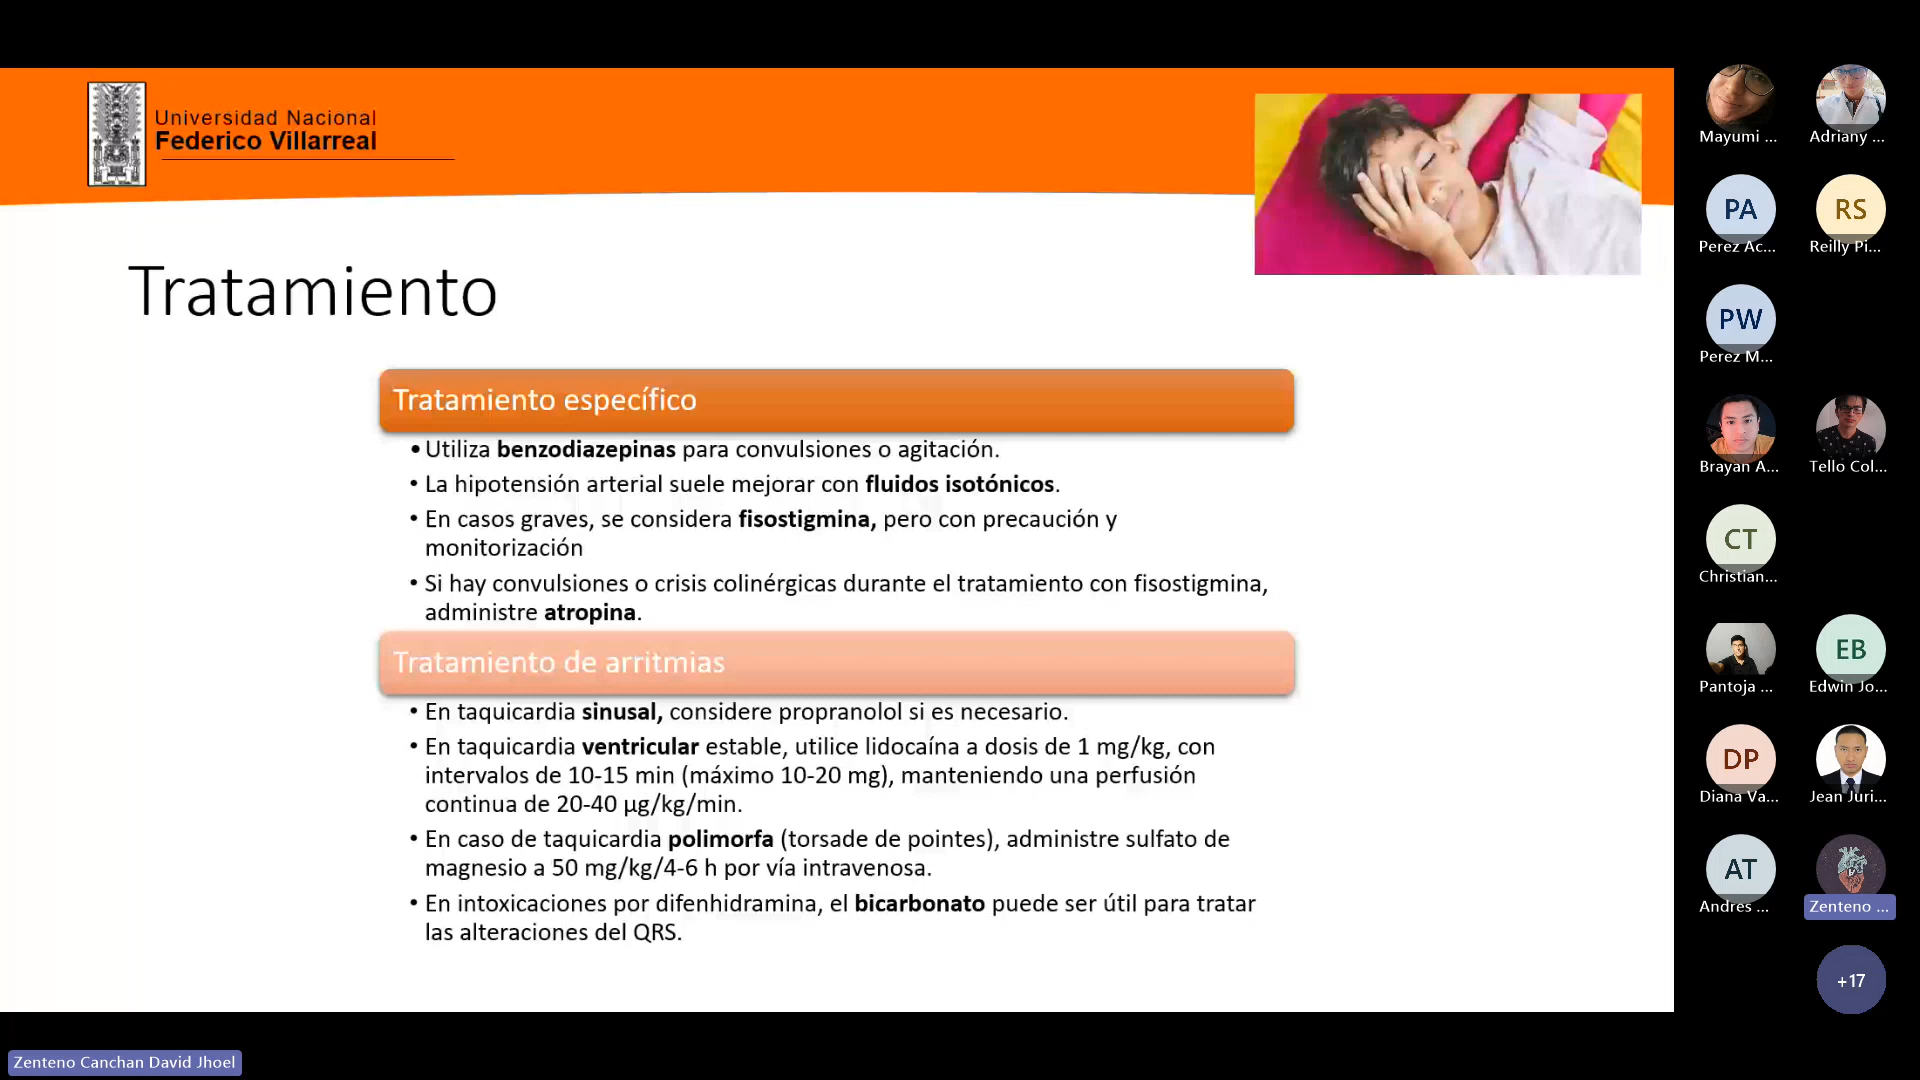 Universidad Nacional
Federico Villarreal
Tratamiento
Tratamiento específico
• Utiliza benzodiazepinas para convulsiones o agitación.
• La hipotensión arterial suele mejorar con fluidos isotónicos.
• En casos graves, se considera fisostigmina, pero con precaución y
monitorización
• Si hay convulsiones o crisis colinérgicas durante el tratamiento con fisostigmina,
administre atropina.
Tratamiento de arritmias
• En taquicardia sinusal, considere propranolol si es necesario.
• En taquicardia ventricular estable, utilice lidocaína a dosis de 1 mg/kg, con
intervalos de 10-15 min (máximo 10-20 mg), manteniendo una perfusión
continua de 20-40 µg/kg/min.
• En caso de taquicardia polimorfa (torsade de pointes), administre sulfato de
magnesio a 50 mg/kg/4-6 h por vía intravenosa.
• En intoxicaciones por difenhidramina, el bicarbonato puede ser útil para tratar
las alteraciones del QRS.
Mayumi ...
Adriany ...
PA
RS
Perez Ac...
Reilly Pi...
PW
Perez M...
Brayan A...
Tello Col...
CT
Christian...
Pantoja ...
EB
Edwin Jo...
DP
Diana Va...
Jean Juri...
AT
Andres ...
Zenteno ...
+17
Zenteno Canchan David Jhoel